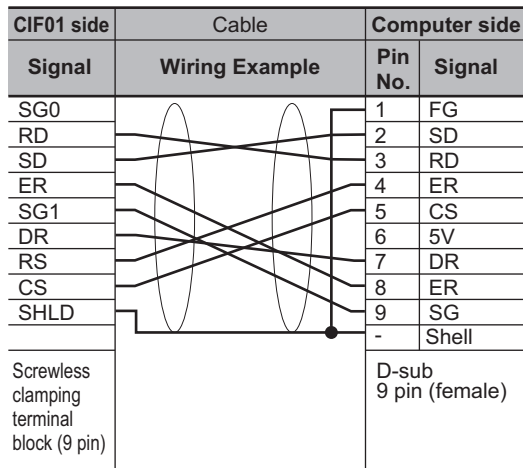 CIF01 side Cable Computer side
Signal Wiring Example Pin No. Signal
SG0 1 FG
RD 2 SD
SD 3 RD
ER 4 ER
SG1 5 CS
DR 6 5V
RS 7 DR
CS 8 ER
SHLD 9 SG
- Shell
Screwless
clamping
terminal
block (9 pin)
D-sub
9 pin (female)